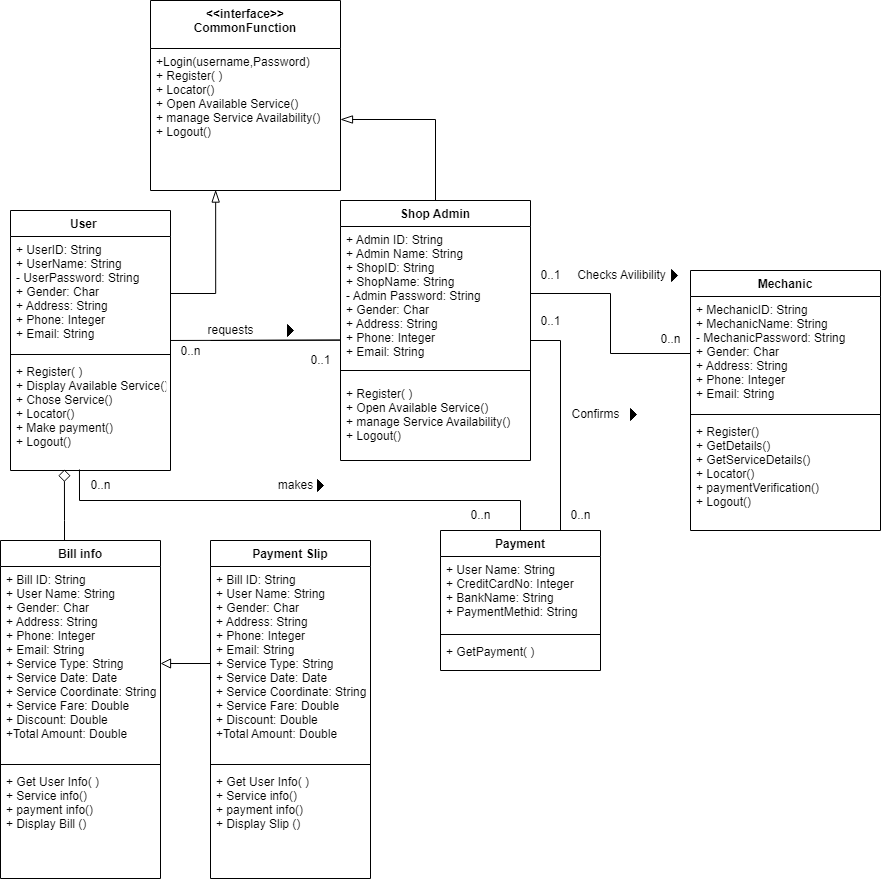 <<interface>>
CommonFunction
+Login(username,Password)
+ Register( )
+ Locator()
+ Open Available Service()
+ manage Service Availability()
+ Logout()
User
+ UserID: String
+ UserName: String
- UserPassword: String
+ Gender: Char
+ Address: String
+ Phone: Integer
+ Email: String
+ Register( )
+ Display Available Service()
+ Chose Service()
+ Locator()
+ Make payment()
+ Logout()
requests
0..n
0..1
Shop Admin
+ Admin ID: String
+ Admin Name: String
+ ShopID: String
+ ShopName: String
- Admin Password: String
+ Gender: Char
+ Address: String
+ Phone: Integer
+ Email: String
+ Register( )
+ Open Available Service()
+ manage Service Availability()
+ Logout()
0..1
Checks Avilibility
0..n
0..1
Confirms
0..n
Mechanic
+ MechanicID: String
+ MechanicName: String
- MechanicPassword: String
+ Gender: Char
+ Address: String
+ Phone: Integer
+ Email: String
+ Register()
+ GetDetails()
+ GetServiceDetails()
+ Locator()
+ paymentVerification()
+ Logout()
0..n
makes
0..n
Bill info
+ Bill ID: String
+ User Name: String
+ Gender: Char
+ Address: String
+ Phone: Integer
+ Email: String
+ Service Type: String
+ Service Date: Date
+ Service Coordinate: String
+ Service Fare: Double
+ Discount: Double
+Total Amount: Double
+ Get User Info( )
+ Service info()
+ payment info()
+ Display Bill ()
Payment Slip
+ Bill ID: String
+ User Name: String
+ Gender: Char
+ Address: String
+ Phone: Integer
+ Email: String
+ Service Type: String
+ Service Date: Date
+ Service Coordinate: String
+ Service Fare: Double
+ Discount: Double
+Total Amount: Double
+ Get User Info( )
+ Service info()
+ payment info()
+ Display Slip ()
Payment
+ User Name: String
+ CreditCardNo: Integer
+ BankName: String
+ PaymentMethid: String
+ GetPayment( )